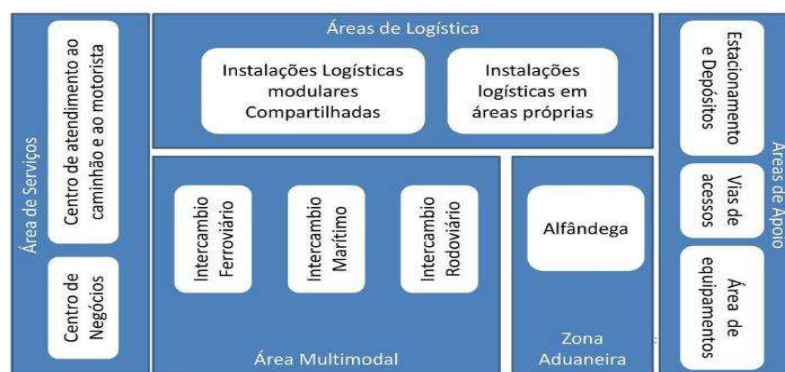 Área de Serviços
Centro de atendimento ao
caminhão e ao motorista
Centro de
Negócios
Áreas de Logística
Instalações Logísticas
modulares
Compartilhadas
Instalações
logísticas em
áreas próprias
Intercambio
Ferroviário
Intercambio
Marítimo
Intercambio
Rodoviário
Área Multimodal
Alfândega
Zona
Aduaneira
Estacionamento
e Depósitos
Vias de
acessos
Área de
equipamentos
Áreas de Apoio